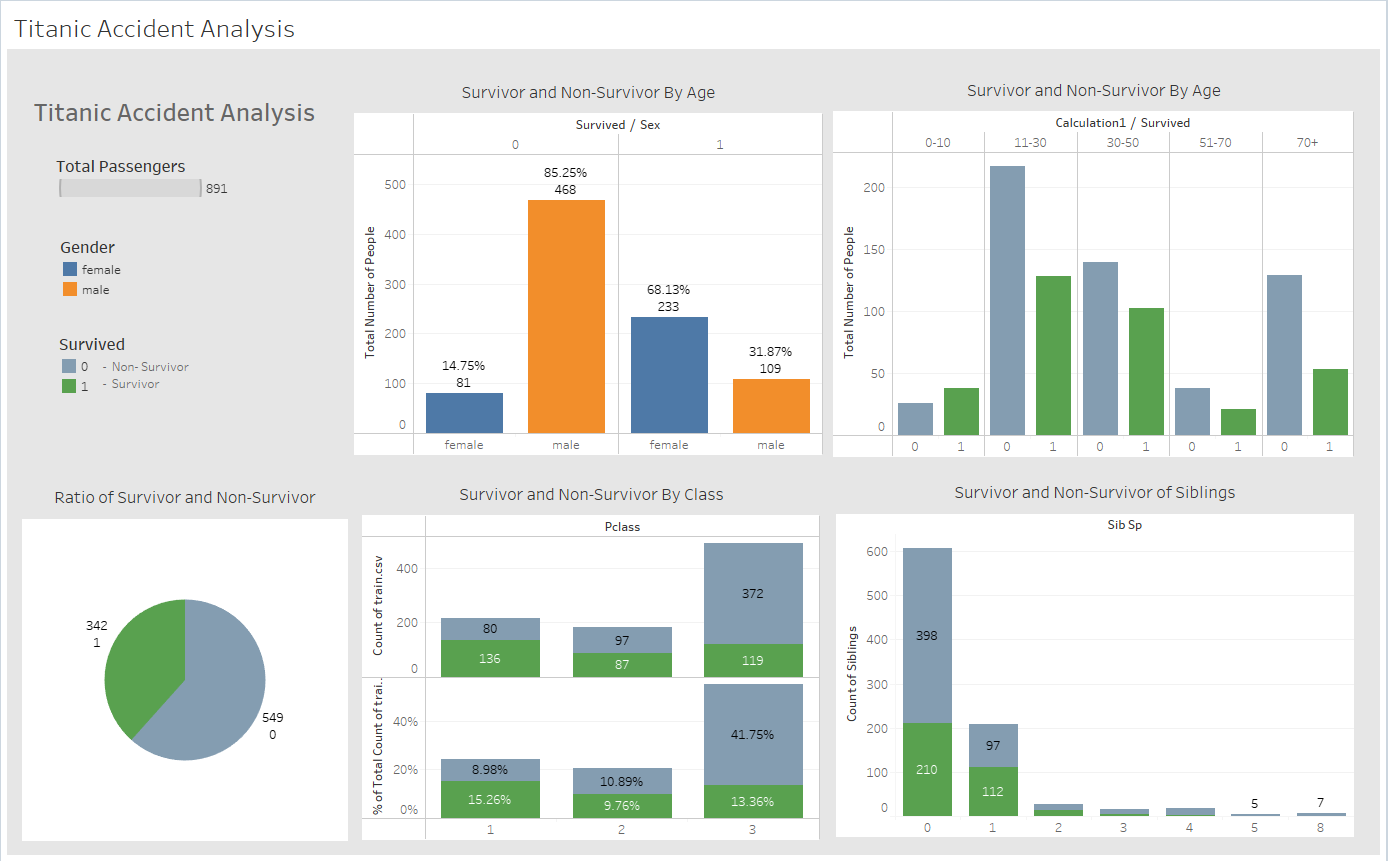 Titanic Accident Analysis
Titanic Accident Analysis
Total Passengers
891
Gender
female
male
Survived
0 - Non- Survivor
1 - Survivor
Survivor and Non-Survivor By Age
Survived / Sex
0 1
Total Number of People
500
400
300
200
100
0
14.75%
81
85.25%
468
68.13%
233
31.87%
109
female male female male
Survivor and Non-Survivor By Age
Calculation1 / Survived
0-10 11-30 30-50 51-70 70+
Total Number of People
200
150
100
50
0
0 1 0 1 0 1 0 1 0 1
Ratio of Survivor and Non-Survivor
342
1
549
0
Survivor and Non-Survivor By Class
Pclass
Count of train.csv
400
200
0
80
136
97
87
372
119
% of Total Count of trai..
40%
20%
0%
8.98%
15.26%
10.89%
9.76%
41.75%
13.36%
1 2 3
Survivor and Non-Survivor of Siblings
Sib Sp
Count of Siblings
600
500
400
300
200
100
0
398
210
97
112
5
7
0 1 2 3 4 5 8